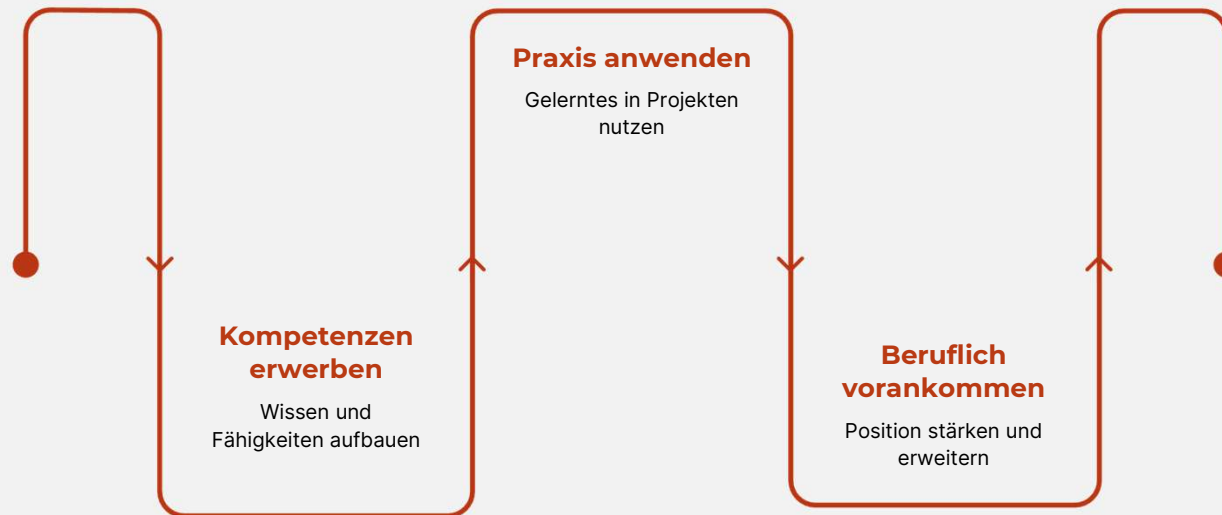 Kompetenzen
erwerben
Wissen und
Fähigkeiten aufbauen
Praxis anwenden
Gelerntes in Projekten
nutzen
Beruflich
vorankommen
Position stärken und
erweitern